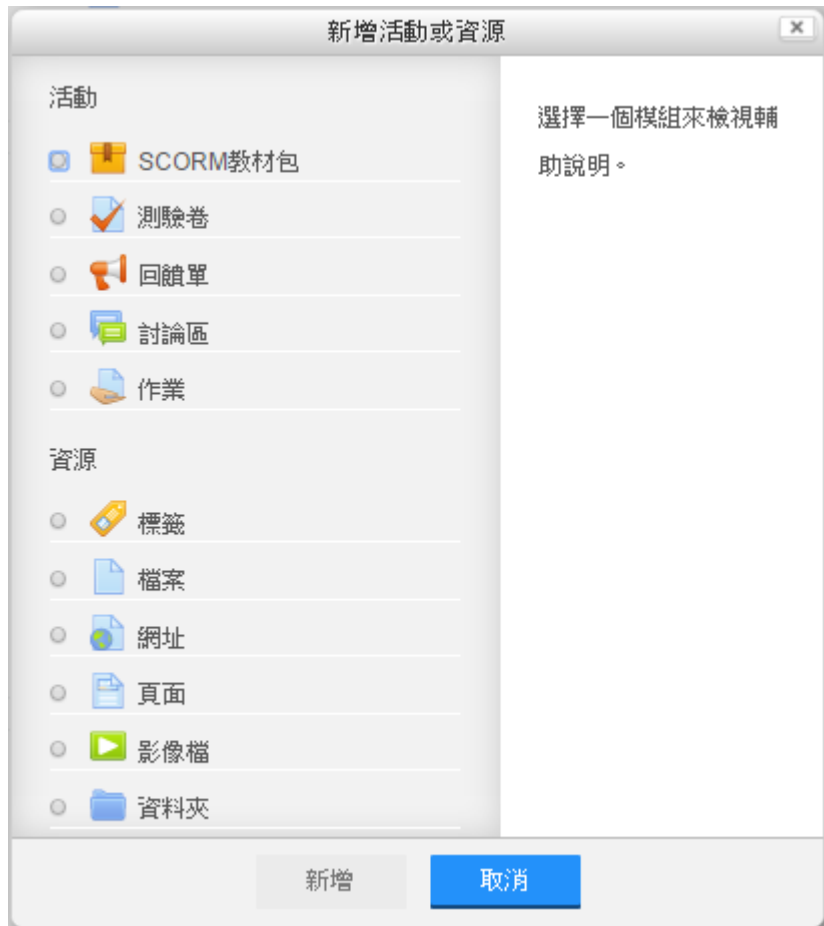 新增活動或資源
活動
SCORM教材包
測驗卷
回饋單
討論區
作業
資源
標籤
檔案
網址
頁面
影像檔
資料夾
選擇一個模組來檢視輔
助說明。
新增
取消